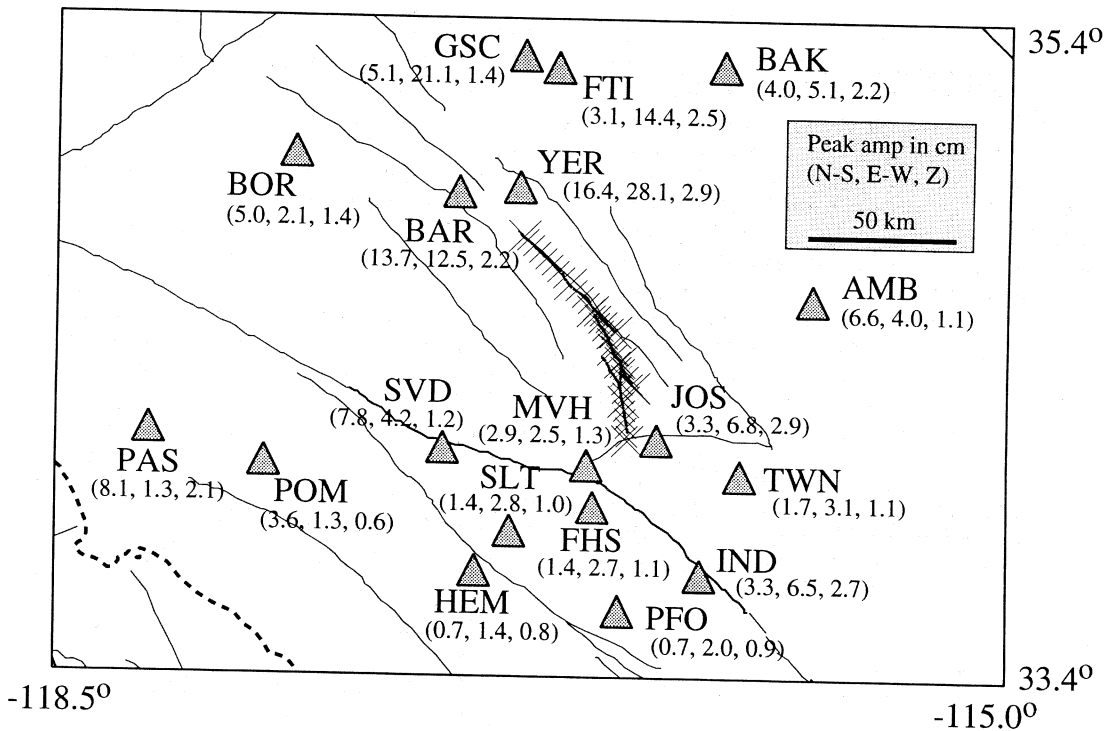 35.4°
GSC
(5.1, 21.1, 1.4)
FTI
(3.1, 14.4, 2.5)
BAK
(4.0, 5.1, 2.2)
Peak amp in cm
(N-S, E-W, Z)
50 km
BOR
(5.0, 2.1, 1.4)
YER
(16.4, 28.1, 2.9)
BAR
(13.7, 12.5, 2.2)
AMB
(6.6, 4.0, 1.1)
SVD
(7.8, 4.2, 1.2)
MVH
(2.9, 2.5, 1.3)
JOS
(3.3, 6.8, 2.9)
PAS
(8.1, 1.3, 2.1)
POM
(3.6, 1.3, 0.6)
SLT
(1.4, 2.8, 1.0)
TWN
(1.7, 3.1, 1.1)
FHS
(1.4, 2.7, 1.1)
IND
(3.3, 6.5, 2.7)
HEM
(0.7, 1.4, 0.8)
PFO
(0.7, 2.0, 0.9)
33.4°
-118.5°
-115.0°